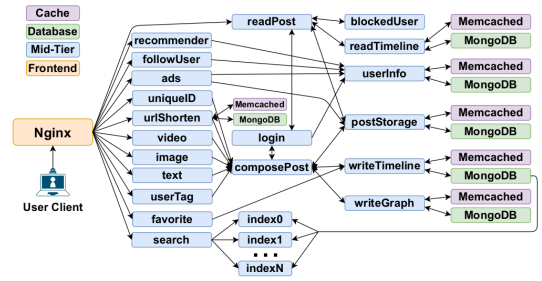 Cache
Database
Mid-Tier
Frontend
Nginx
User Client
readPost
recommender
followUser
ads
uniqueID
urlShorten
video
image
text
userTag
favorite
search
Memcached
MongoDB
login
composePost
index0
index1
indexN
blockedUser
readTimeline
userInfo
postStorage
writeTimeline
writeGraph
Memcached
MongoDB
Memcached
MongoDB
Memcached
MongoDB
Memcached
MongoDB
Memcached
MongoDB